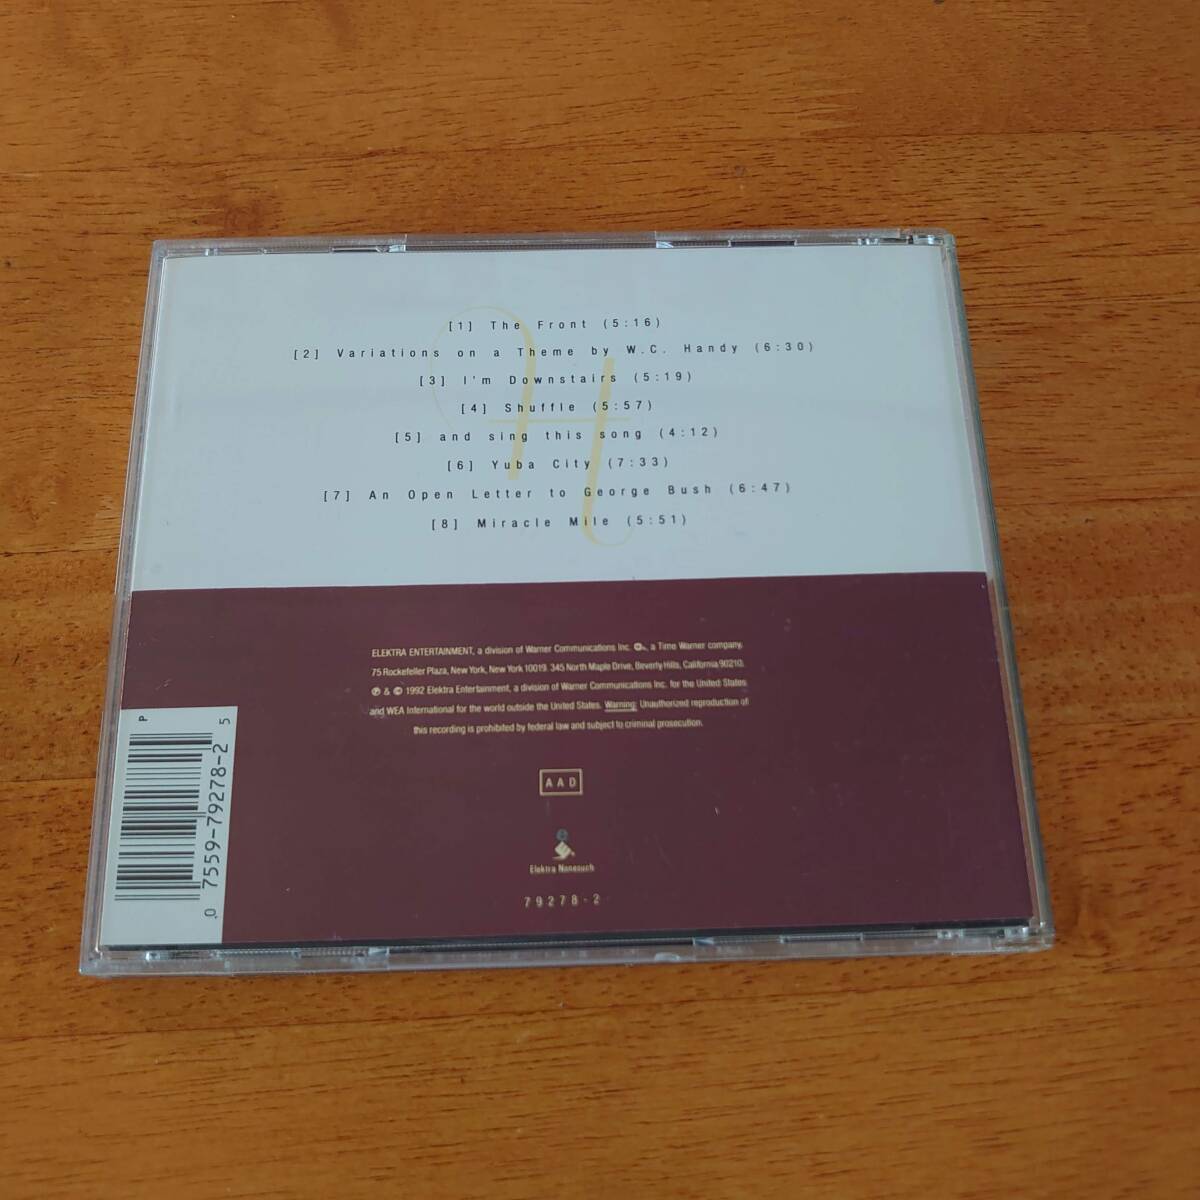 [1] The Front (5:16)
[2] Variations on a Theme by W.C. Handy (6:30)
[3] I'm Downstairs (5:19)
[4] Shuffle (5:57)
[5] and sing this song (4:12)
[6] Yuba City (7:33)
[7] An Open Letter to George Bush (6:47)
[8] Miracle Mile (5:51)
H
ELEKTRA ENTERTAINMENT, a division of Warner Communications Inc. , a Time Warner company.
75 Rockefeller Plaza, New York, New York 10019. 345 North Maple Drive, Beverly Hills, California 90210.
℗ & © 1992 Elektra Entertainment, a division of Warner Communications Inc. for the United States
and WEA International for the world outside the United States. Warning: Unauthorized reproduction of
this recording is prohibited by federal law and subject to criminal prosecution.
AAD
Elektra Nonesuch
79278-2
P
0 7559-79278-2 5